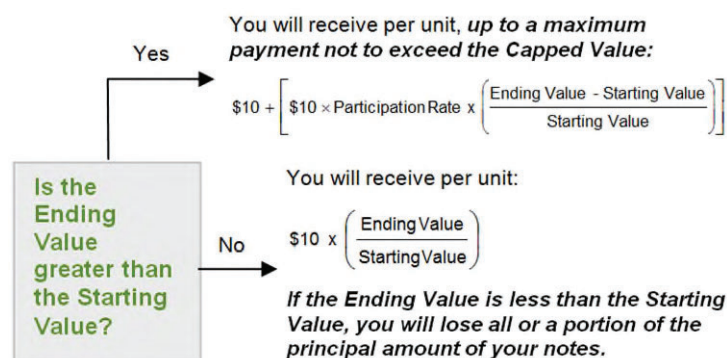 You will receive per unit, up to a maximum
payment not to exceed the Capped Value:
Yes
$10 + [ $10 × Participation Rate x ( Ending Value - Starting Value / Starting Value ) ]
Is the
Ending
Value
greater than
the Starting
Value?
No
You will receive per unit:
$10 x ( Ending Value / Starting Value )
If the Ending Value is less than the Starting
Value, you will lose all or a portion of the
principal amount of your notes.